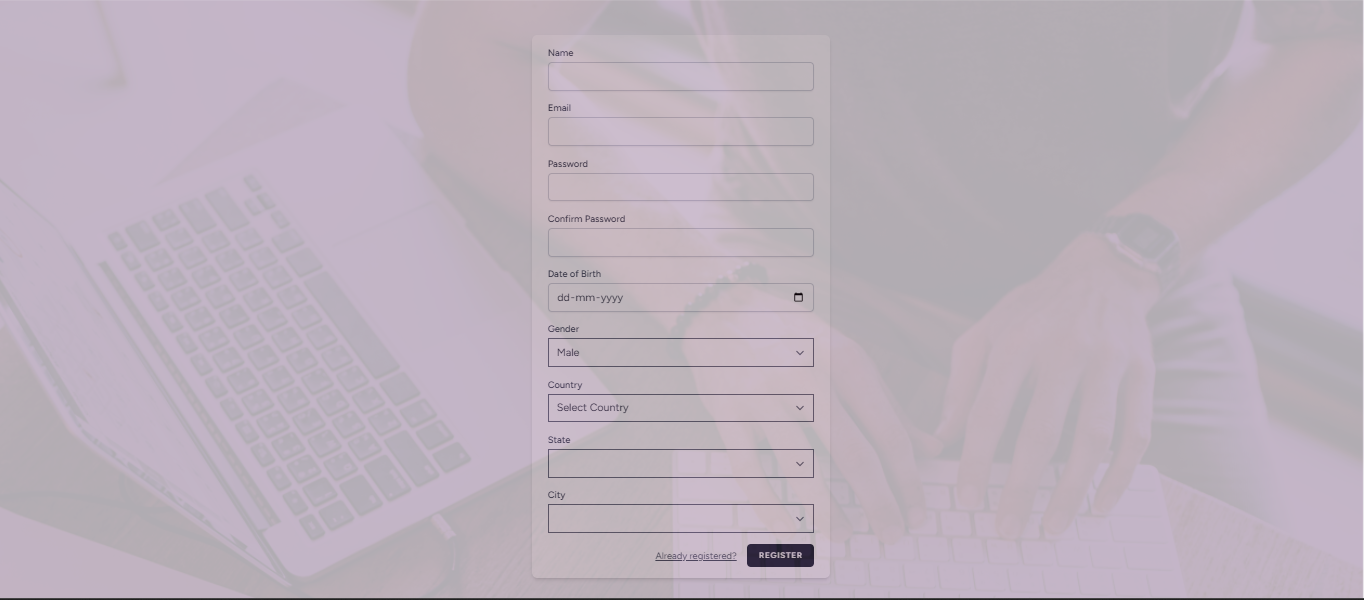 Name
Email
Password
Confirm Password
Date of Birth
dd-mm-yyyy
Gender
Male
Country
Select Country
State
City
Already registered? REGISTER